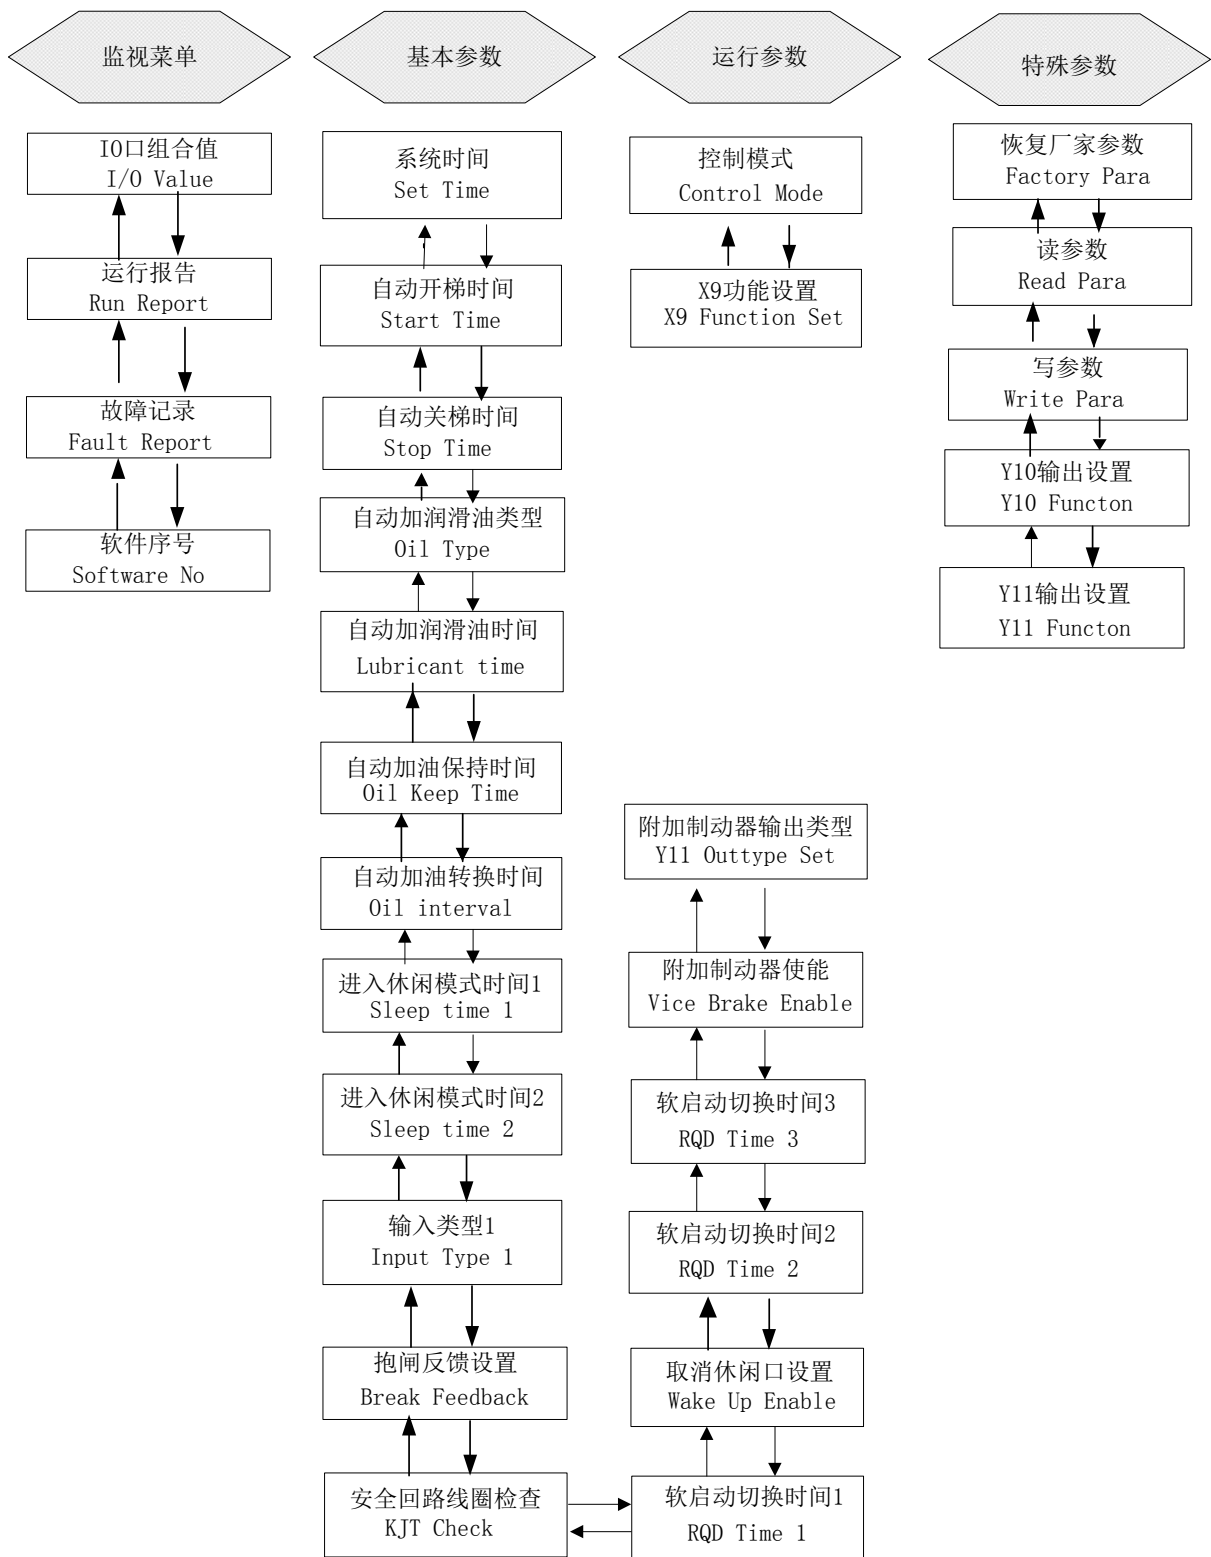 监视菜单
基本参数
运行参数
特殊参数
IO口组合值
I/O Value
运行报告
Run Report
故障记录
Fault Report
软件序号
Software No
系统时间
Set Time
自动开梯时间
Start Time
自动关梯时间
Stop Time
自动加润滑油类型
Oil Type
自动加润滑油时间
Lubricant time
自动加油保持时间
Oil Keep Time
自动加油转换时间
Oil interval
进入休闲模式时间1
Sleep time 1
进入休闲模式时间2
Sleep time 2
输入类型1
Input Type 1
抱闸反馈设置
Break Feedback
安全回路线圈检查
KJT Check
控制模式
Control Mode
X9功能设置
X9 Function Set
附加制动器输出类型
Y11 Outtype Set
附加制动器使能
Vice Brake Enable
软启动切换时间3
RQD Time 3
软启动切换时间2
RQD Time 2
取消休闲口设置
Wake Up Enable
软启动切换时间1
RQD Time 1
恢复厂家参数
Factory Para
读参数
Read Para
写参数
Write Para
Y10输出设置
Y10 Functon
Y11输出设置
Y11 Functon